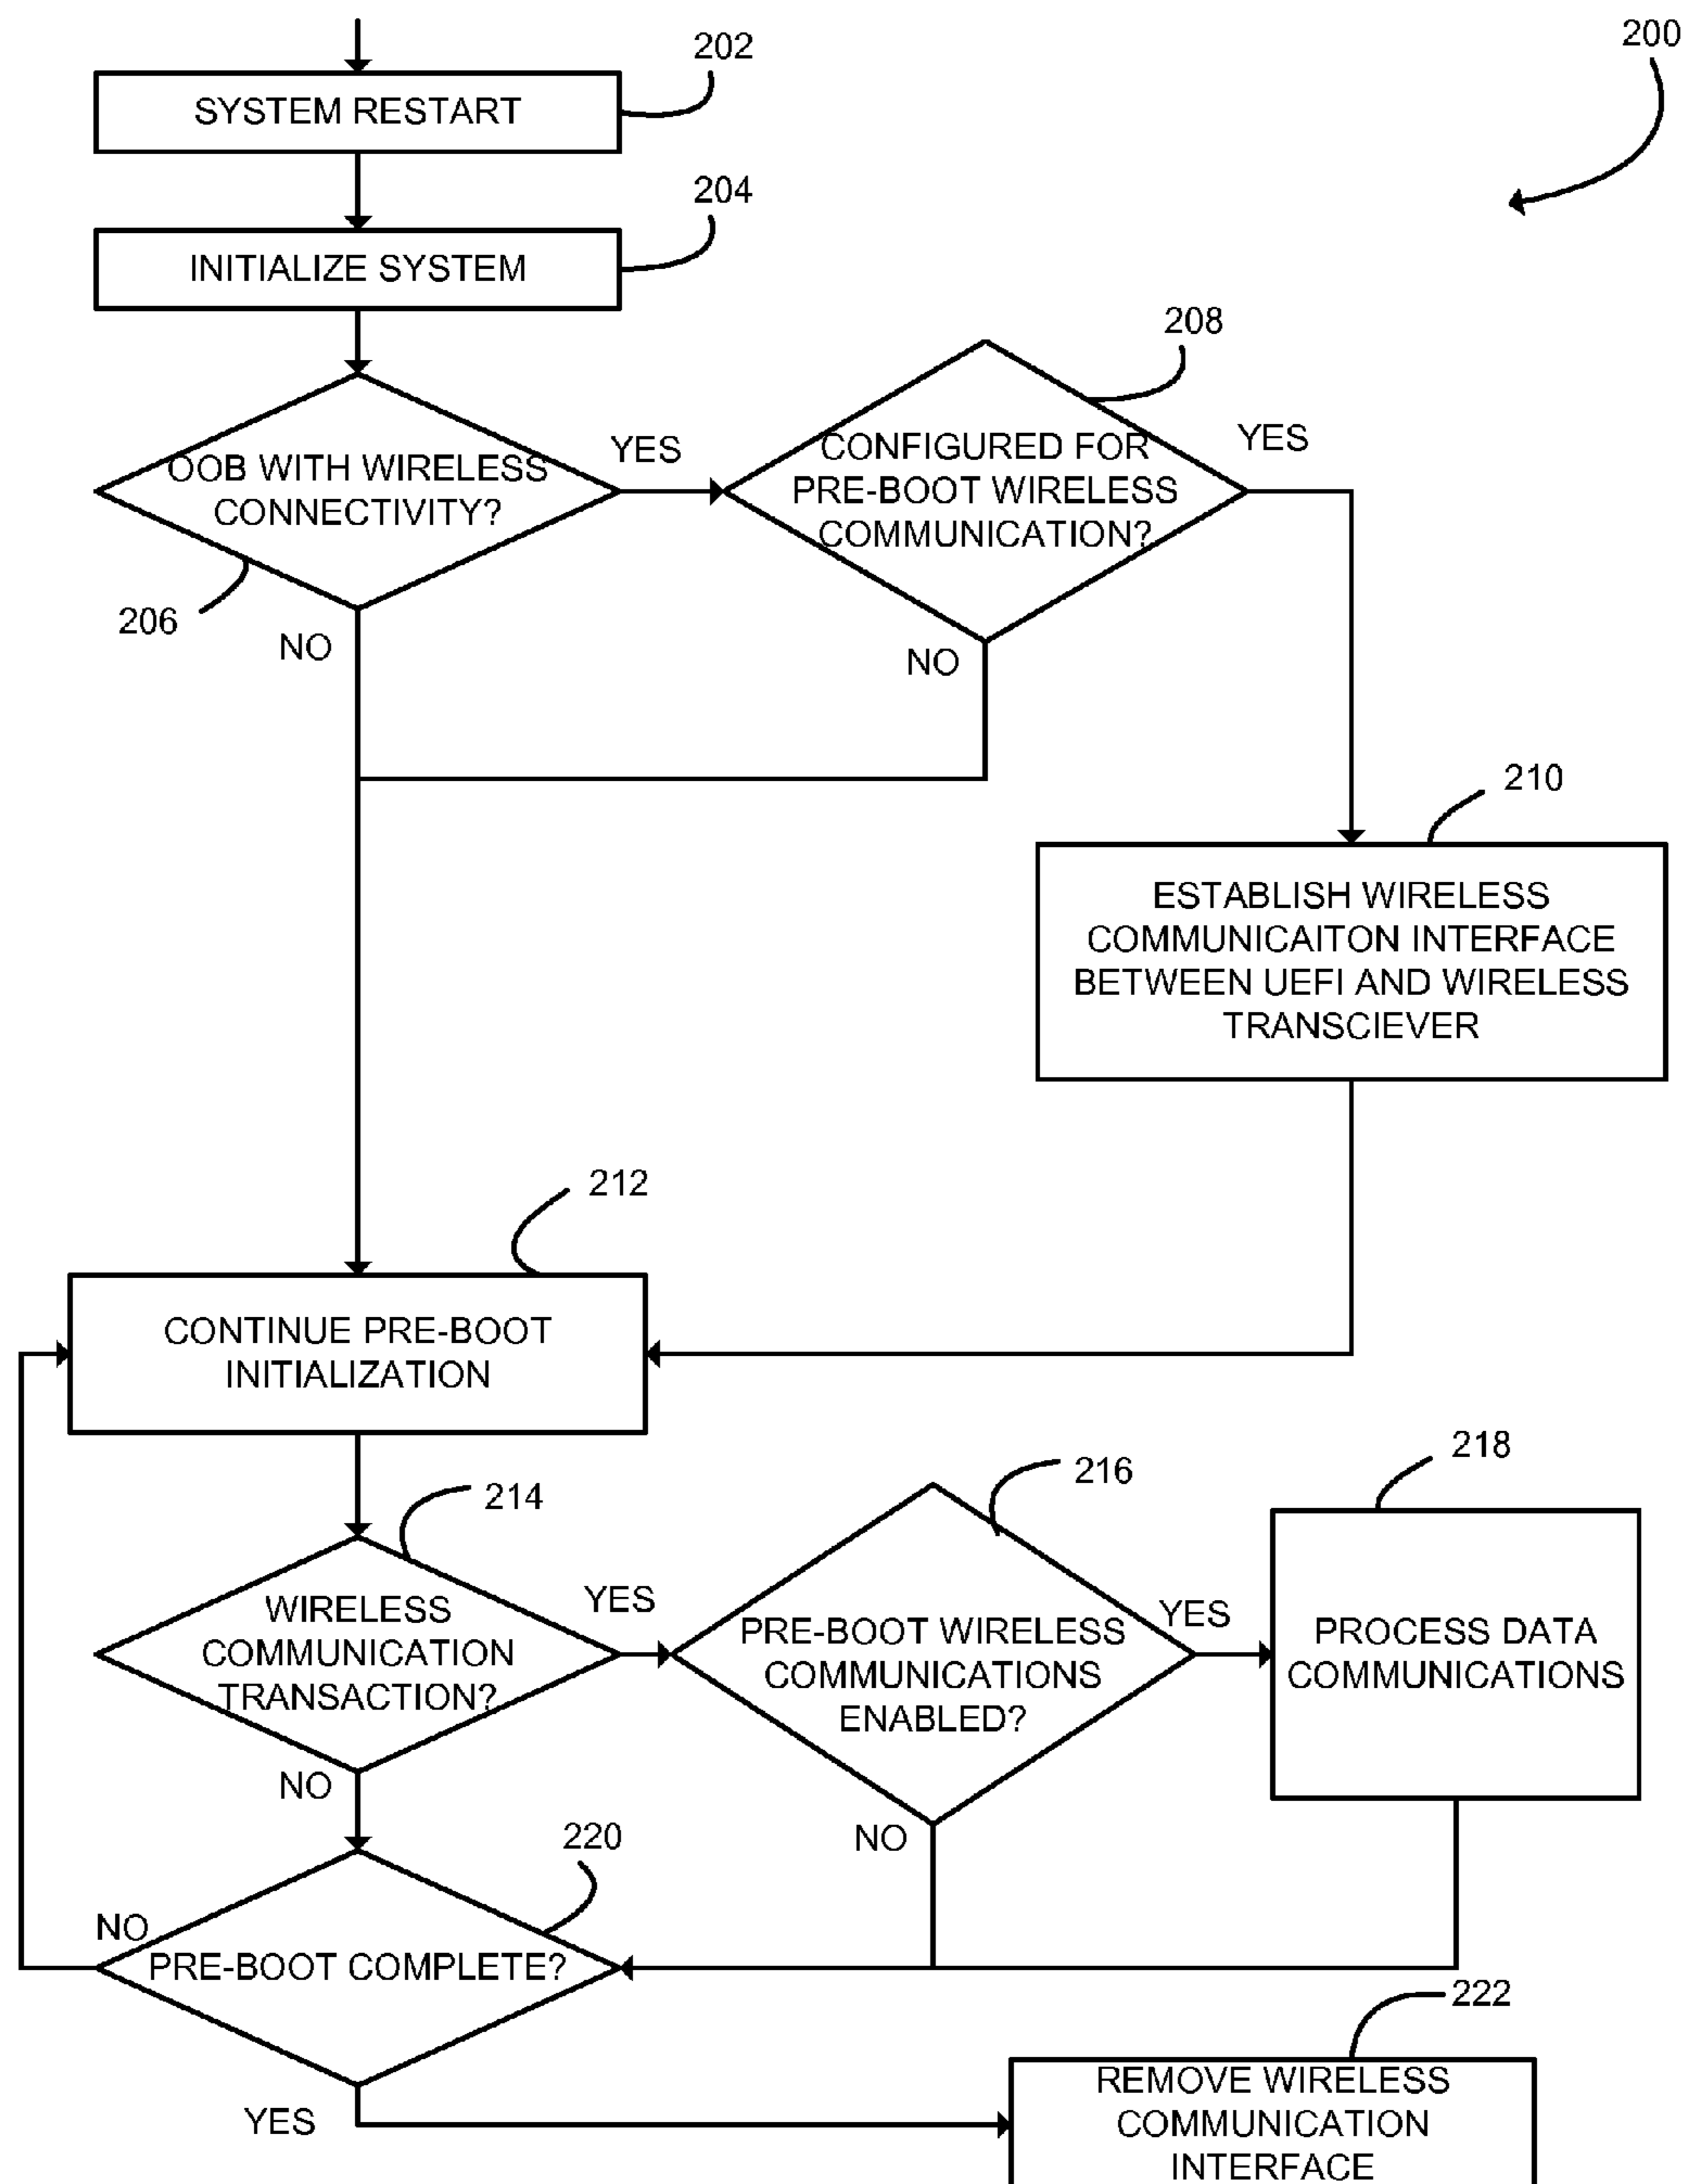 200
202
SYSTEM RESTART
204
INITIALIZE SYSTEM
206
OOB WITH WIRELESS
CONNECTIVITY?
YES
NO
208
CONFIGURED FOR
PRE-BOOT WIRELESS
COMMUNICATION?
YES
NO
210
ESTABLISH WIRELESS
COMMUNICAITON INTERFACE
BETWEEN UEFI AND WIRELESS
TRANSCIEVER
212
CONTINUE PRE-BOOT
INITIALIZATION
214
WIRELESS
COMMUNICATION
TRANSACTION?
YES
NO
216
PRE-BOOT WIRELESS
COMMUNICATIONS
ENABLED?
YES
NO
218
PROCESS DATA
COMMUNICATIONS
220
PRE-BOOT COMPLETE?
NO
YES
222
REMOVE WIRELESS
COMMUNICATION
INTERFACE